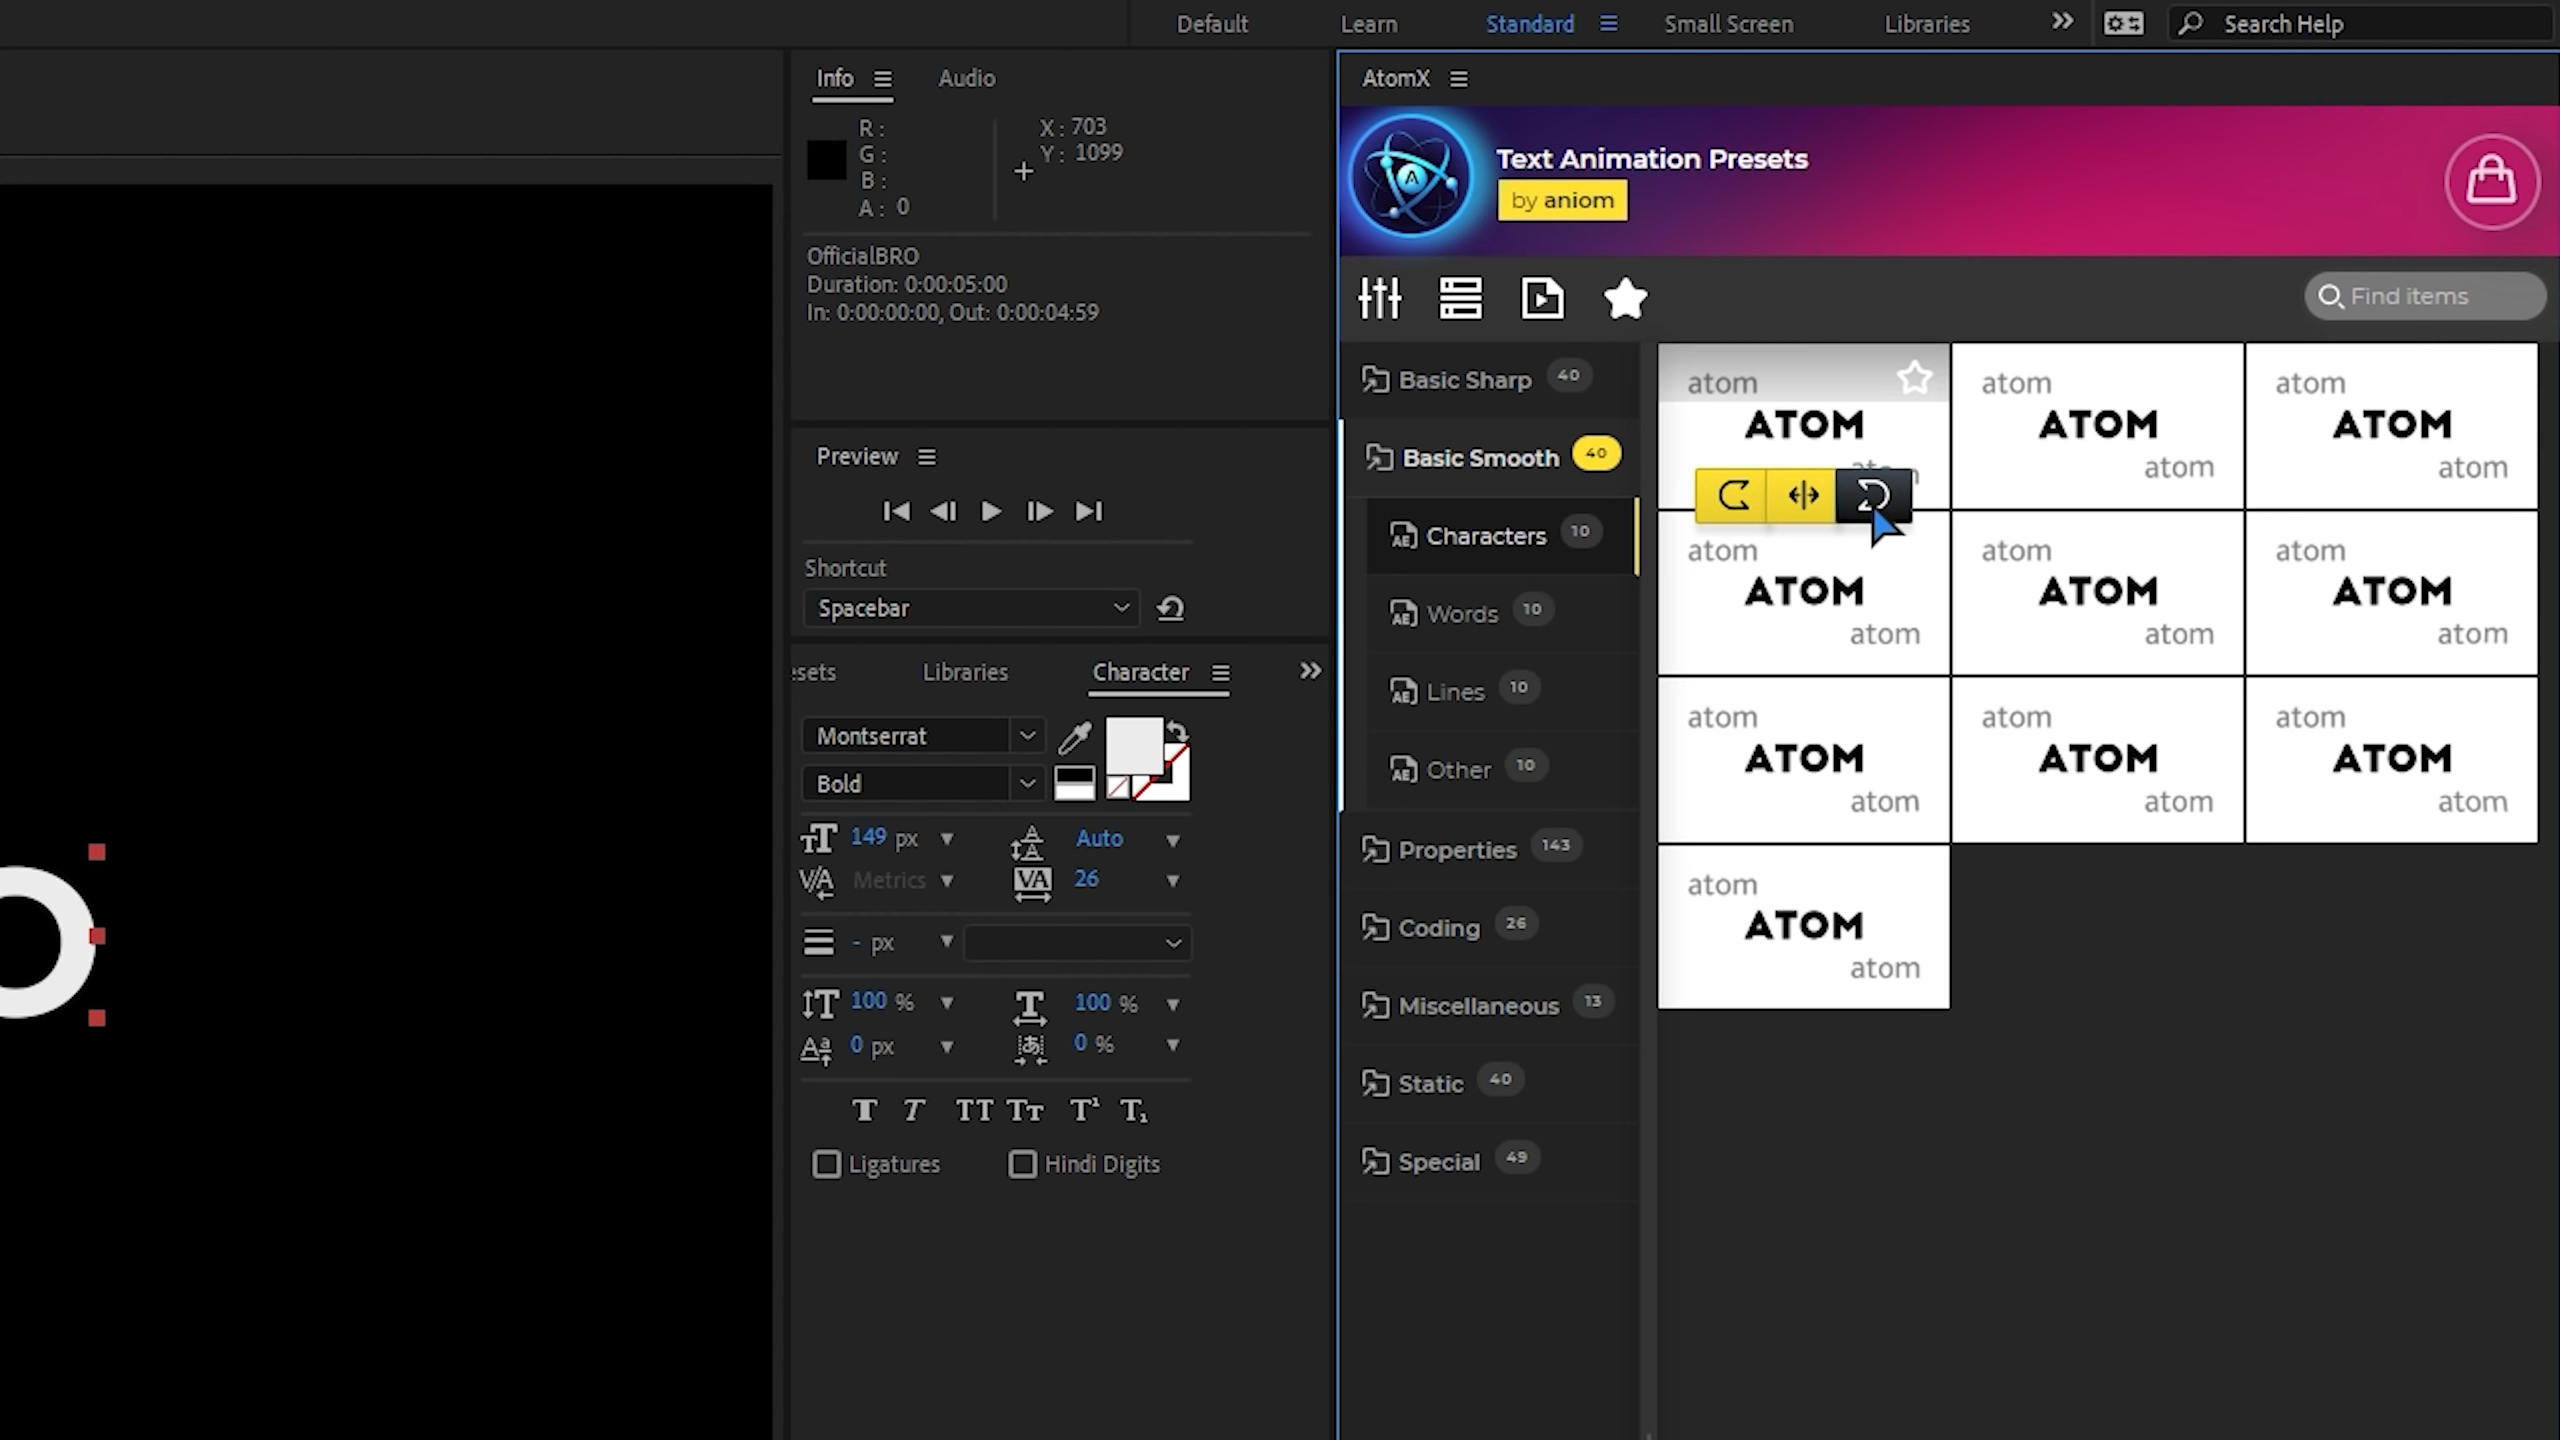 Default Learn Standard Small Screen Libraries Search Help
Info Audio
R :
G :
B :
A : 0
X : 703
Y : 1099
OfficialBRO
Duration: 0:00:05:00
In: 0:00:00:00, Out: 0:00:04:59
Preview
Shortcut
Spacebar
esets Libraries Character
Montserrat
Bold
149 px Auto
Metrics 26
- px
100 % 100 %
0 px 0 %
Ligatures Hindi Digits
AtomX
Text Animation Presets
by aniom
Find items
Basic Sharp 40
Basic Smooth 40
Characters 10
Words 10
Lines 10
Other 10
Properties 143
Coding 26
Miscellaneous 13
Static 40
Special 49
atom atom atom
ATOM ATOM ATOM
atom atom
atom atom atom
ATOM ATOM ATOM
atom atom atom
atom atom atom
ATOM ATOM ATOM
atom atom atom
atom
ATOM
atom